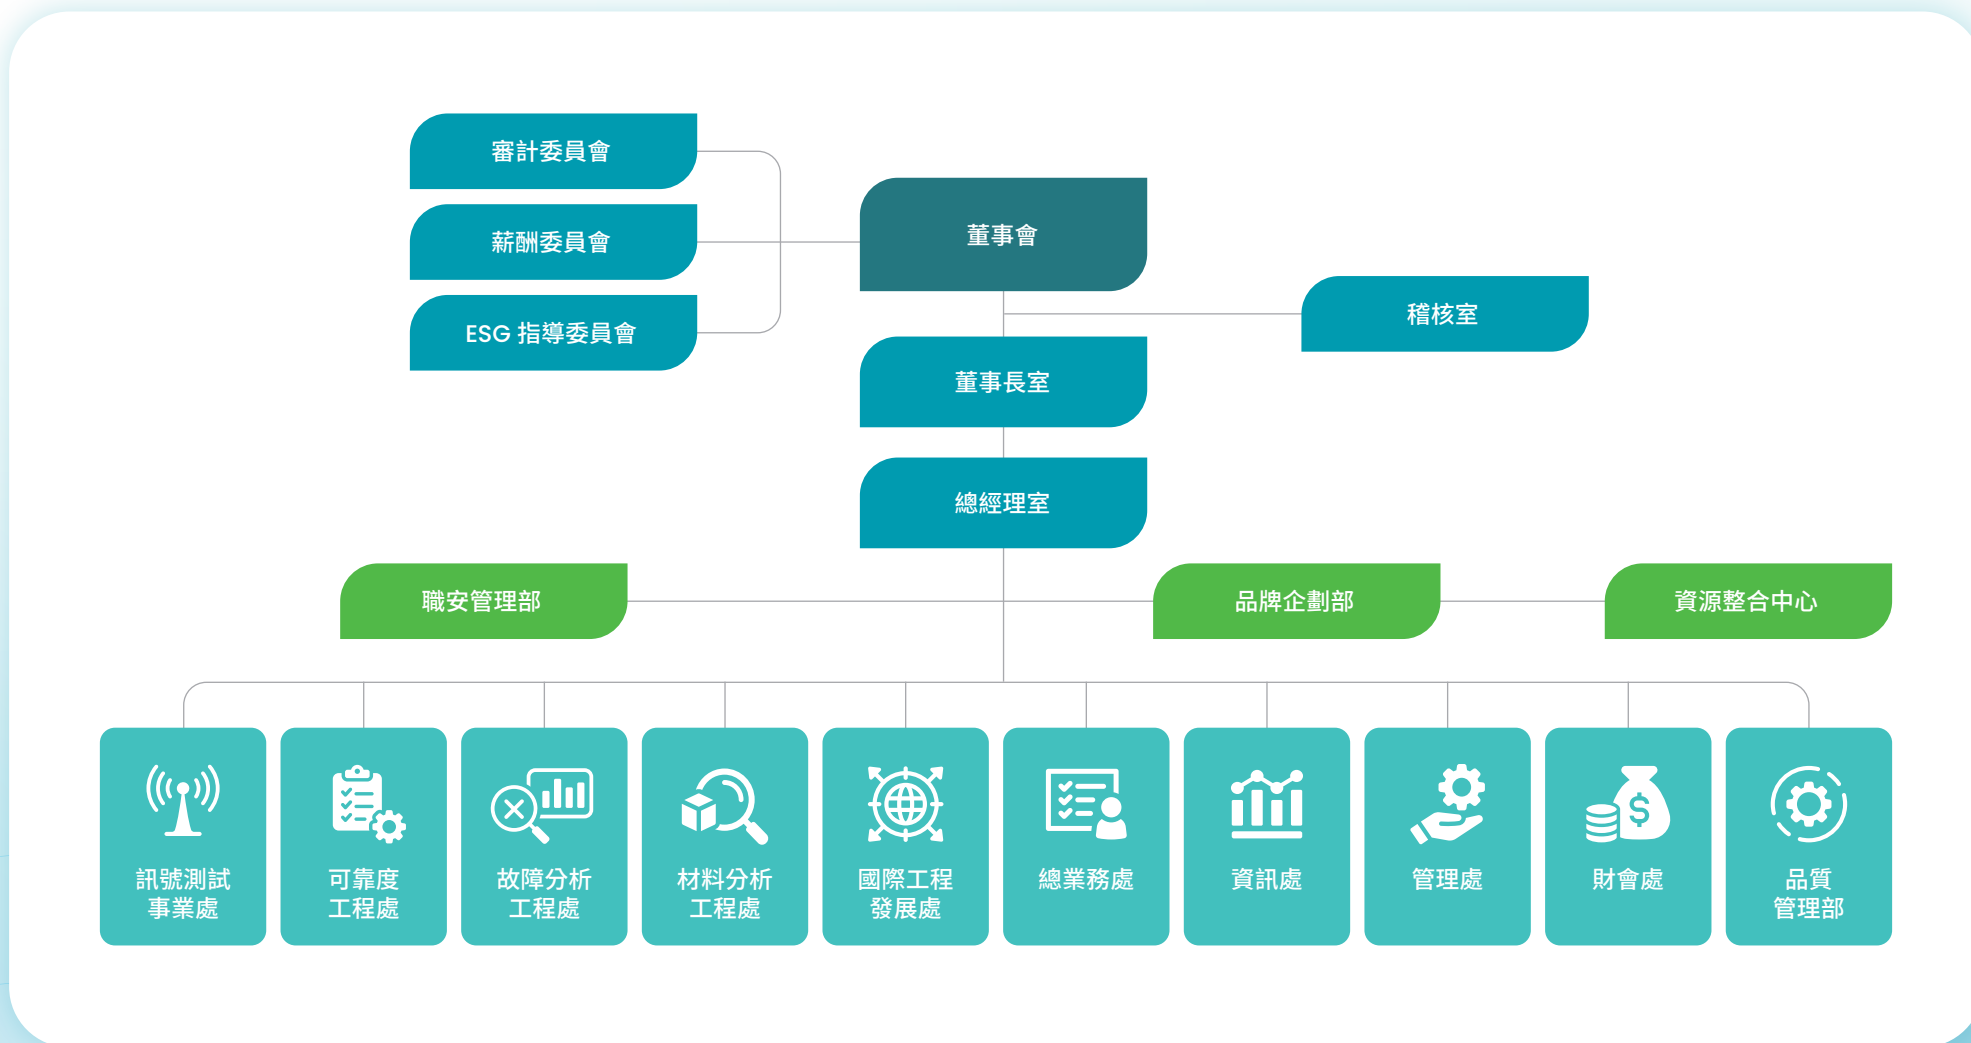 審計委員會
薪酬委員會
ESG 指導委員會
董事會
稽核室
董事長室
總經理室
職安管理部
品牌企劃部
資源整合中心
訊號測試
事業處
可靠度
工程處
故障分析
工程處
材料分析
工程處
國際工程
發展處
總業務處
資訊處
管理處
財會處
品質
管理部